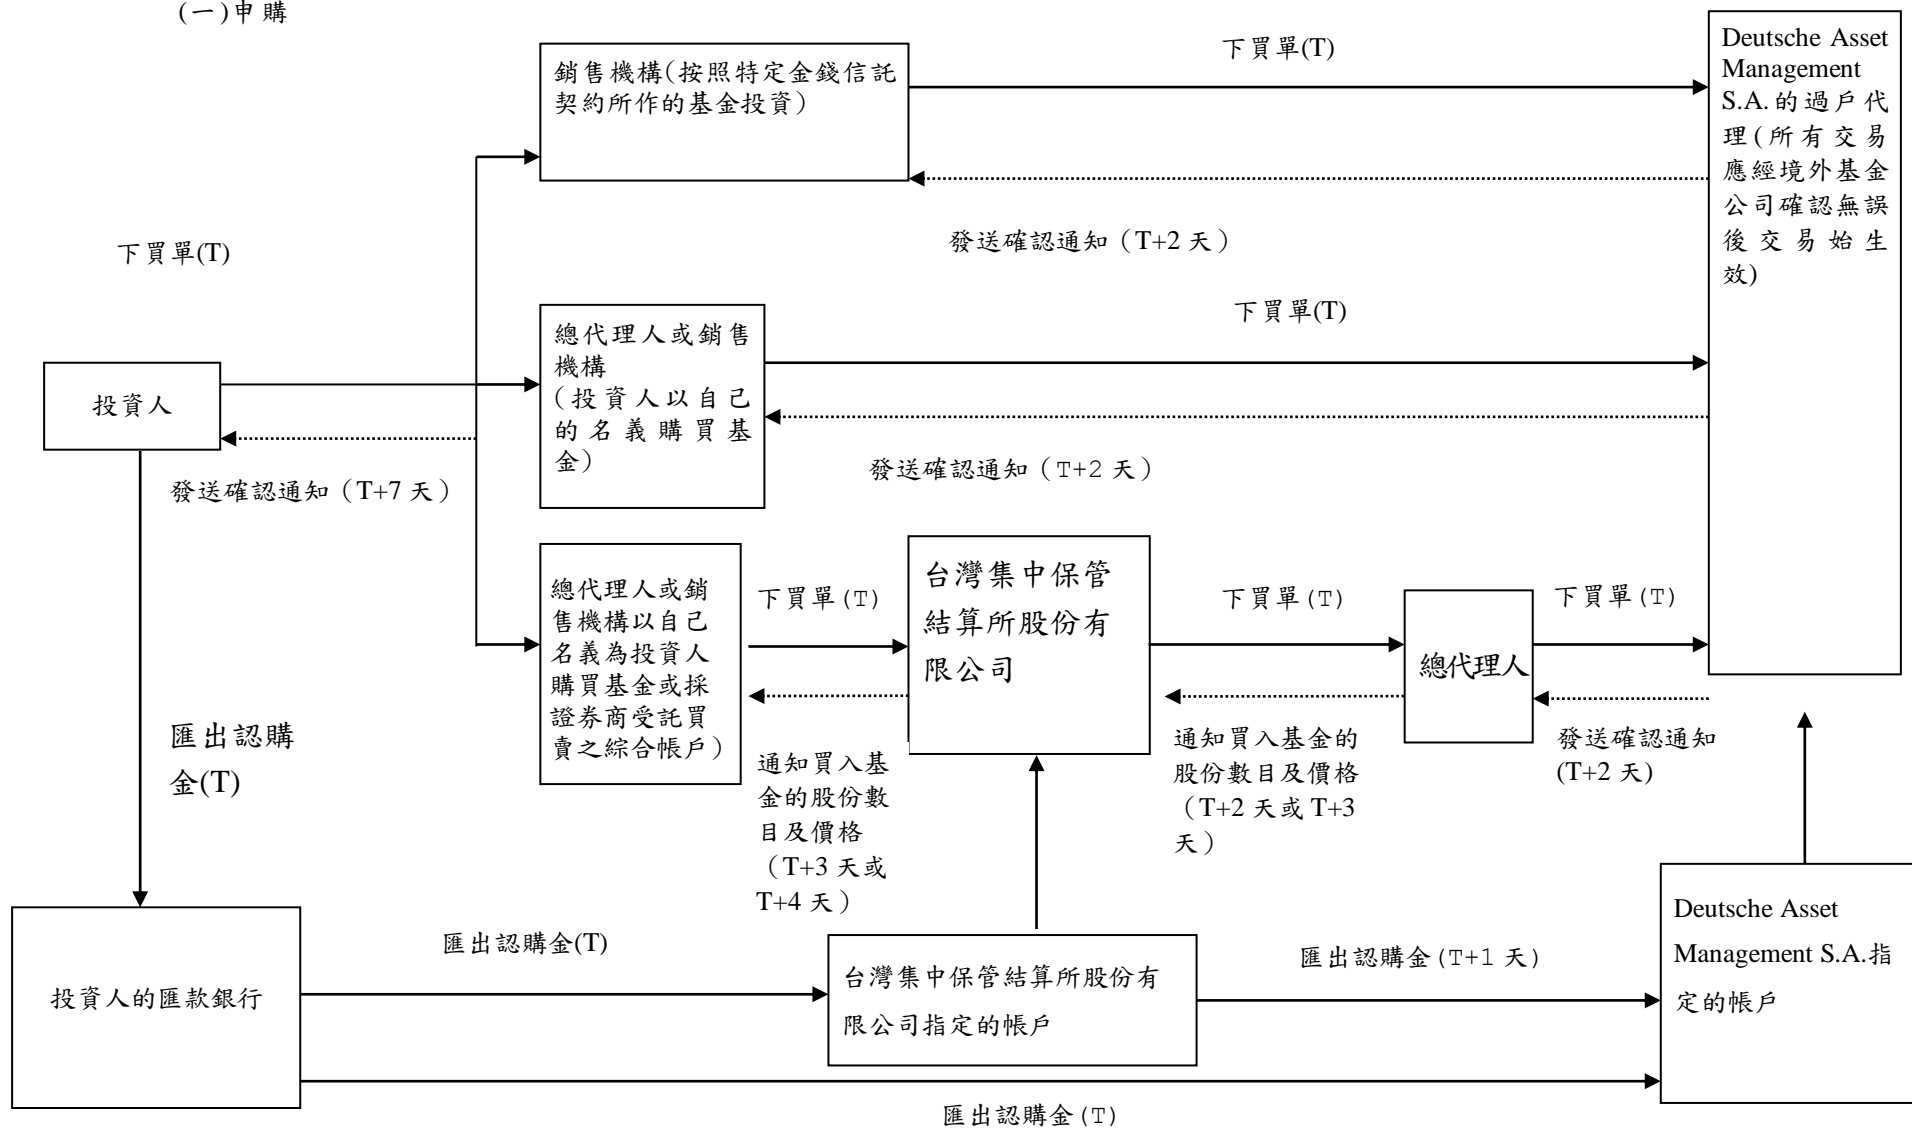 (一)申購
下買單(T)
銷售機構(按照特定金錢信託
契約所作的基金投資)
Deutsche Asset
Management
S.A.的過戶代
理(所有交易
應經境外基金
公司確認無誤
後交易始生
效)
發送確認通知（T+2 天）
下買單(T)
下買單(T)
總代理人或銷售
機構
（投資人以自己
的名義購買基
金）
投資人
發送確認通知（T+2 天）
發送確認通知（T+7 天）
總代理人或銷
售機構以自己
名義為投資人
購買基金或採
證券商受託買
賣之綜合帳戶）
下買單(T)
台灣集中保管
結算所股份有
限公司
下買單(T)
總代理人
下買單(T)
匯出認購
金(T)
通知買入基
金的股份數
目及價格
（T+3 天或
T+4 天）
通知買入基金的
股份數目及價格
（T+2 天或 T+3
天）
發送確認通知
(T+2 天)
投資人的匯款銀行
匯出認購金(T)
台灣集中保管結算所股份有
限公司指定的帳戶
匯出認購金(T+1 天)
Deutsche Asset
Management S.A.指
定的帳戶
匯出認購金(T)